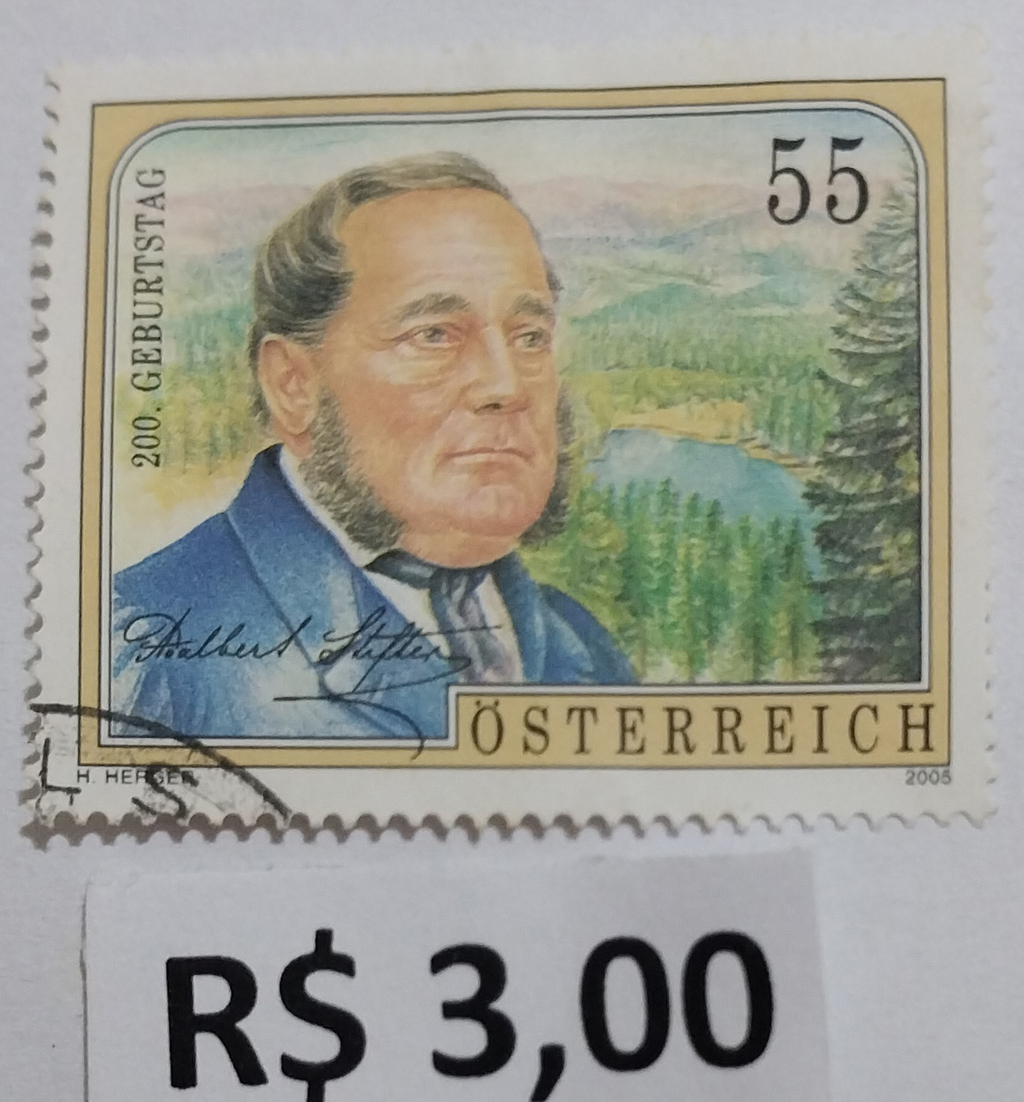 55
200. GEBURTSTAG
Adalbert Stifter
ÖSTERREICH
H. HERGER
2005
L
S
R$ 3,00